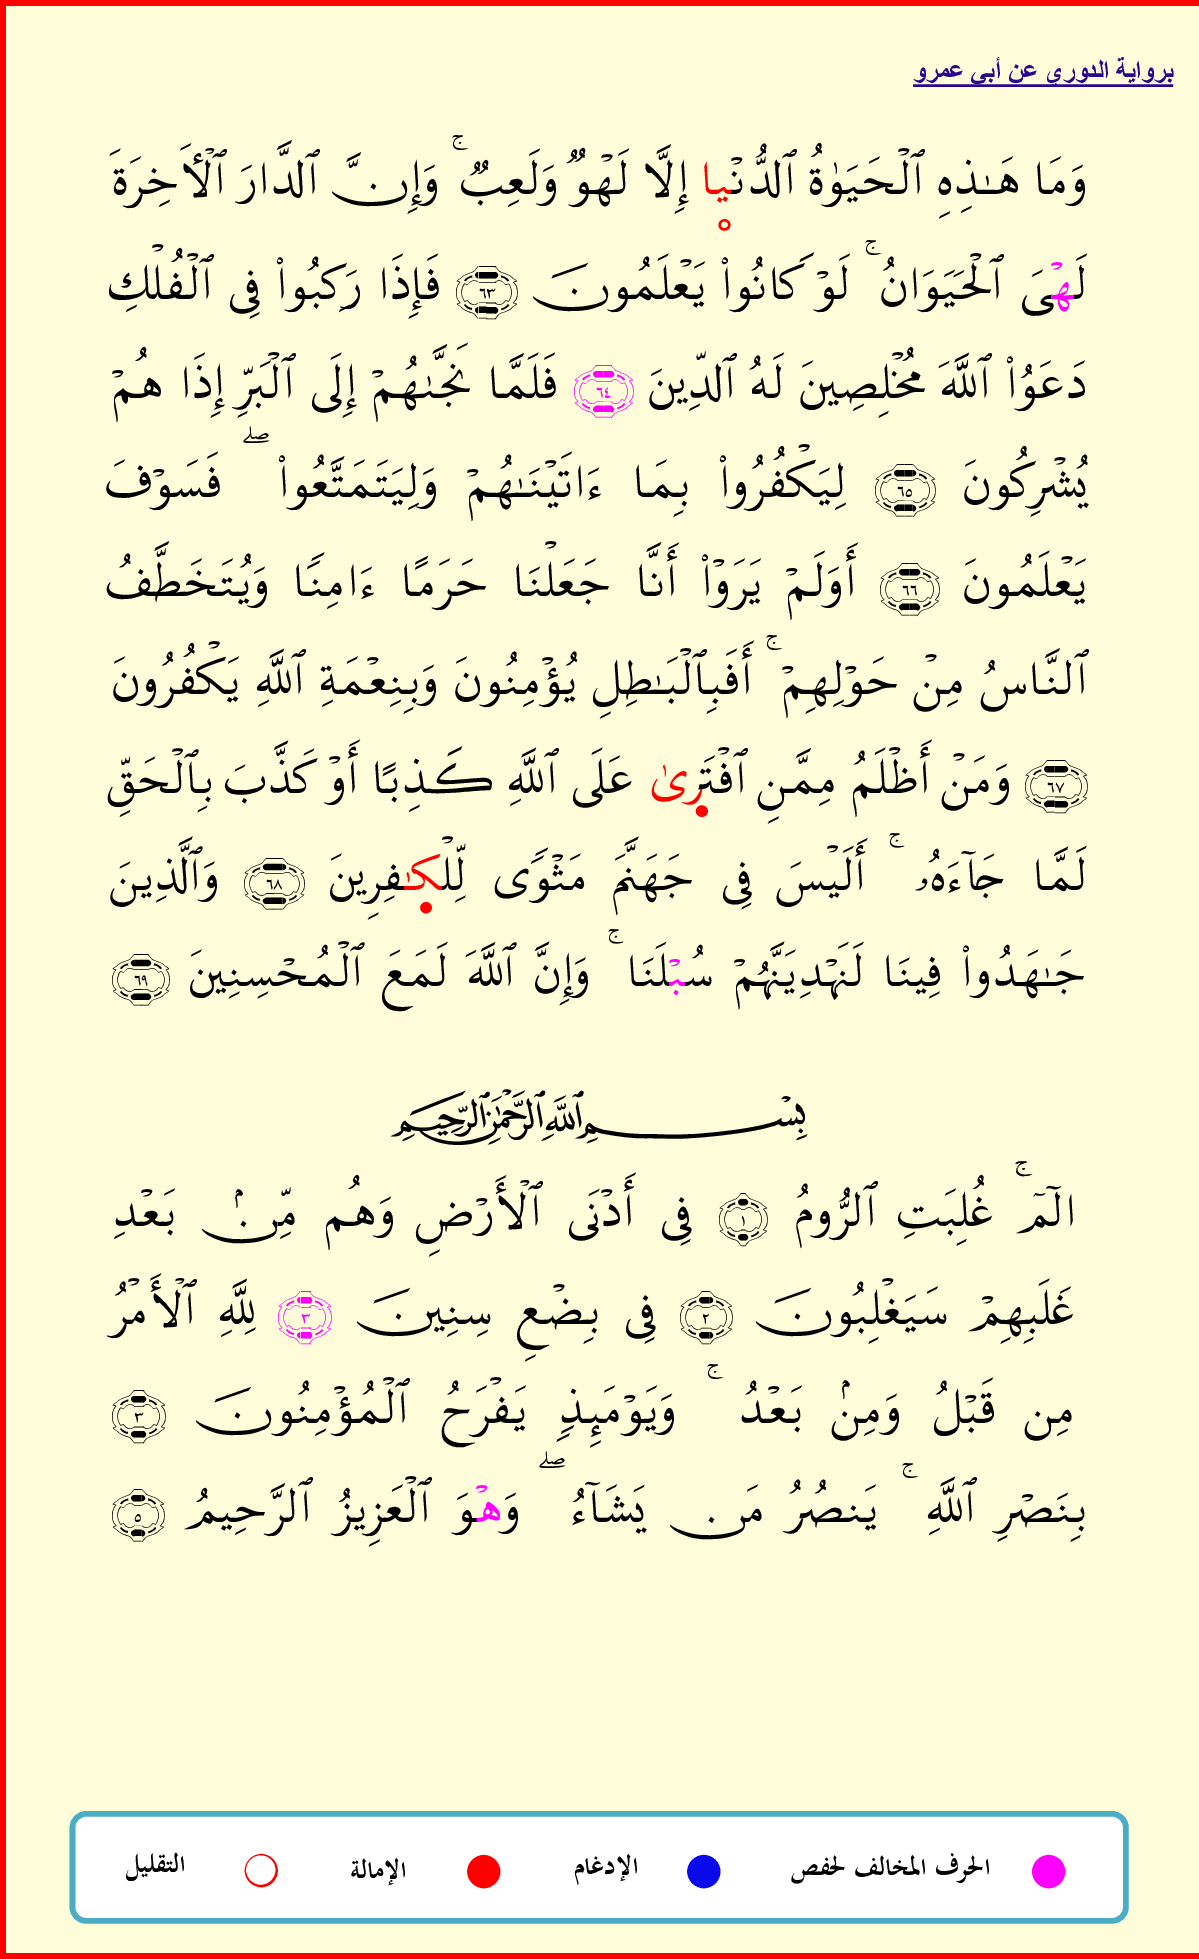 برواية الدوري عن أبي عمرو
وَمَا هَـٰذِهِ ٱلْحَيَوٰةُ ٱلدُّنْيا إِلَّا لَهْوٌ وَلَعِبٌ ۚ وَإِنَّ ٱلدَّارَ ٱلْأَخِرَةَ
لَهْيَ ٱلْحَيَوَانُ ۚ لَوْ كَانُوا۟ يَعْلَمُونَ ٦٣ فَإِذَا رَكِبُوا۟ فِى ٱلْفُلْكِ
دَعَوُا۟ ٱللَّهَ مُخْلِصِينَ لَهُ ٱلدِّينَ ٦٤ فَلَمَّا نَجَّىٰهُمْ إِلَى ٱلْبَرِّ إِذَا هُمْ
يُشْرِكُونَ ٦٥ لِيَكْفُرُوا۟ بِمَا ءَاتَيْنَـٰهُمْ وَلِيَتَمَتَّعُوا۟ ۖ فَسَوْفَ
يَعْلَمُونَ ٦٦ أَوَلَمْ يَرَوْا۟ أَنَّا جَعَلْنَا حَرَمًا ءَامِنًا وَيُتَخَطَّفُ
ٱلنَّاسُ مِنْ حَوْلِهِمْ ۚ أَفَبِٱلْبَـٰطِلِ يُؤْمِنُونَ وَبِنِعْمَةِ ٱللَّهِ يَكْفُرُونَ
٦٧ وَمَنْ أَظْلَمُ مِمَّنِ ٱفْتَرِىٰ عَلَى ٱللَّهِ كَذِبًا أَوْ كَذَّبَ بِٱلْحَقِّ
لَمَّا جَآءَهُۥ ۚ أَلَيْسَ فِى جَهَنَّمَ مَثْوًى لِّلْكَـٰفِرِينَ ٦٨ وَٱلَّذِينَ
جَـٰهَدُوا۟ فِينَا لَنَهْدِيَنَّهُمْ سُبْلَنَا ۚ وَإِنَّ ٱللَّهَ لَمَعَ ٱلْمُحْسِنِينَ ٦٩
بِسْمِ ٱللَّهِ ٱلرَّحْمَـٰنِ ٱلرَّحِيمِ
الٓمٓ ۚ غُلِبَتِ ٱلرُّومُ ١ فِى أَدْنَى ٱلْأَرْضِ وَهُم مِّنۢ بَعْدِ
غَلَبِهِمْ سَيَغْلِبُونَ ٢ فِى بِضْعِ سِنِينَ ٣ لِلَّهِ ٱلْأَمْرُ
مِن قَبْلُ وَمِنۢ بَعْدُ ۚ وَيَوْمَئِذٍ يَفْرَحُ ٱلْمُؤْمِنُونَ ٣
بِنَصْرِ ٱللَّهِ ۚ يَنصُرُ مَن يَشَآءُ ۖ وَهْوَ ٱلْعَزِيزُ ٱلرَّحِيمُ ٥
الحرف المخالف لحفص الإدغام الإمالة التقليل